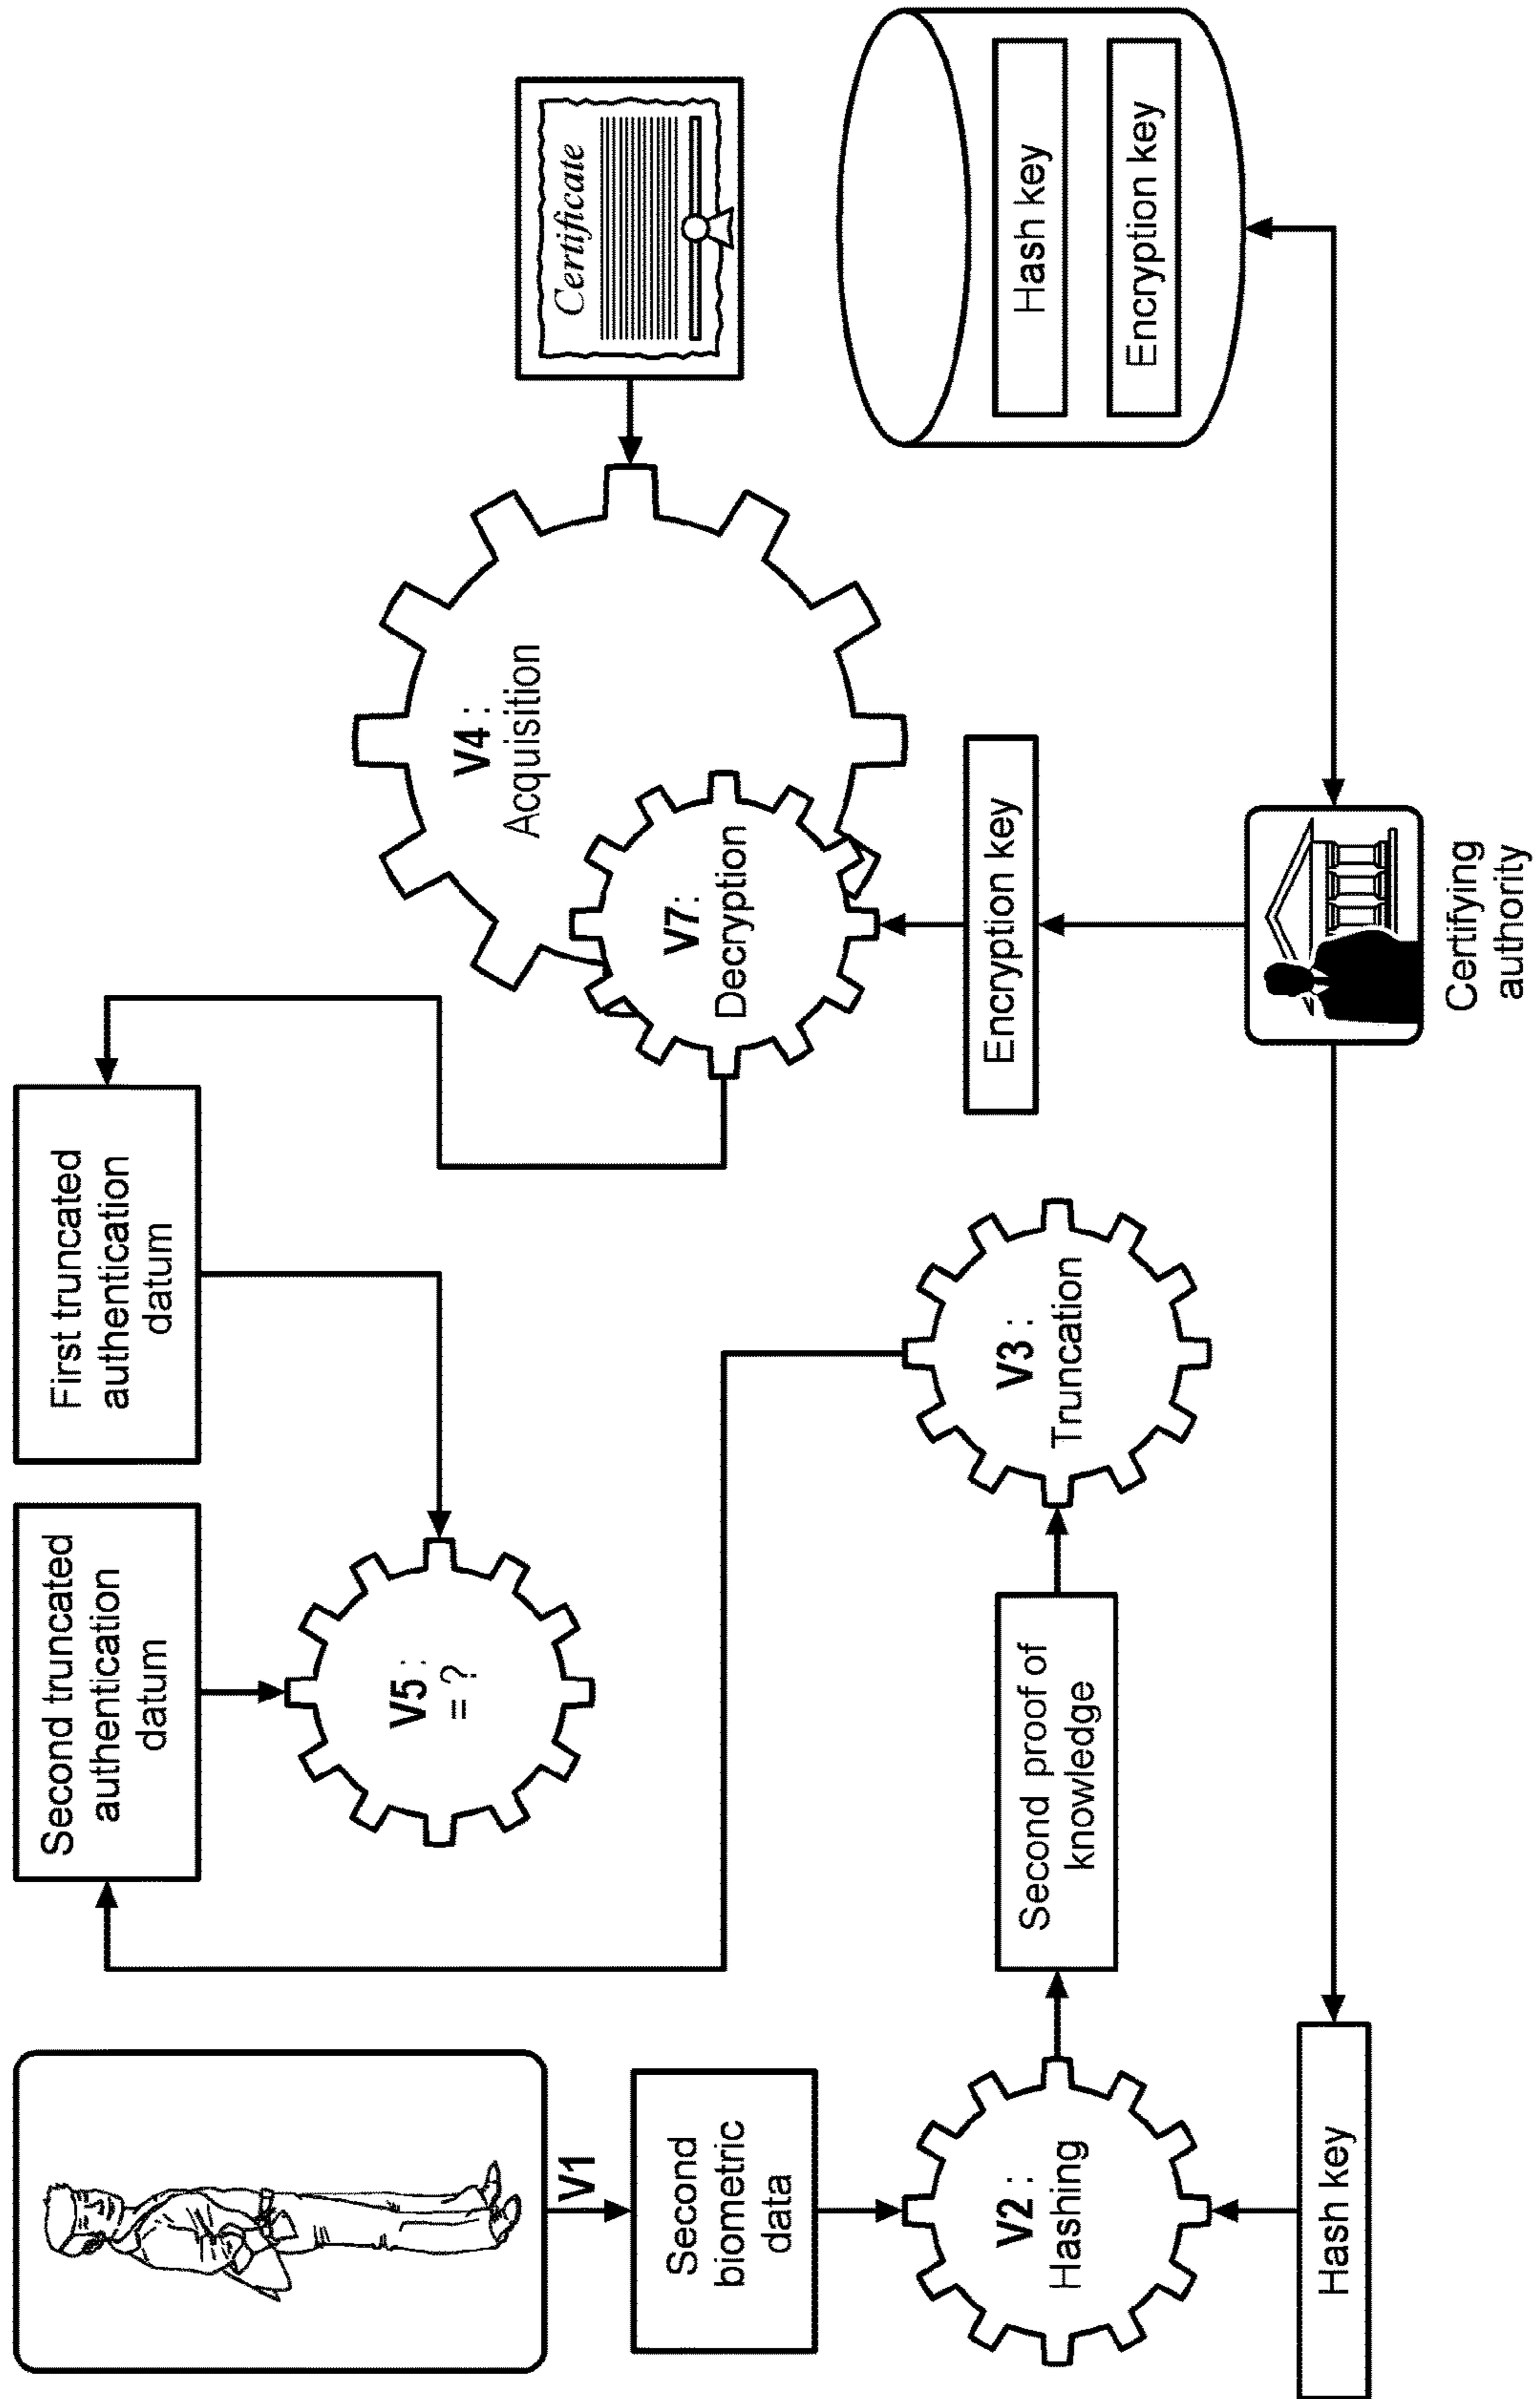 V1
Second
biometric
data
V2 :
Hashing
Hash key
Second truncated
authentication
datum
First truncated
authentication
datum
V5 :
= ?
Second proof of
knowledge
V3 :
Truncation
V4 :
Acquisition
V7:
Decryption
Encryption key
Certifying
authority
Certificate
Hash key
Encryption key